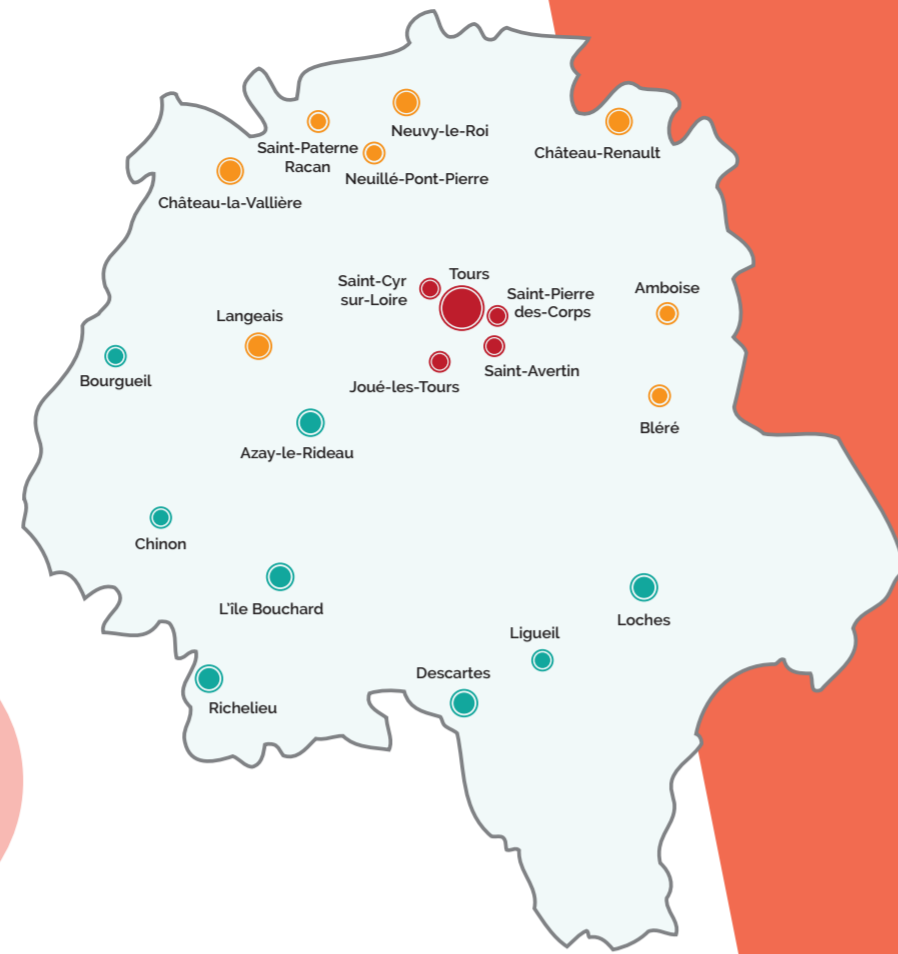 Neuvy-le-Roi
Saint-Paterne
Racan
Château-Renault
Neuillé-Pont-Pierre
Château-la-Vallière
Saint-Cyr
sur-Loire
Tours
Saint-Pierre
des-Corps
Amboise
Langeais
Saint-Avertin
Bourgueil
Joué-les-Tours
Bléré
Azay-le-Rideau
Chinon
L'île Bouchard
Loches
Ligueil
Descartes
Richelieu